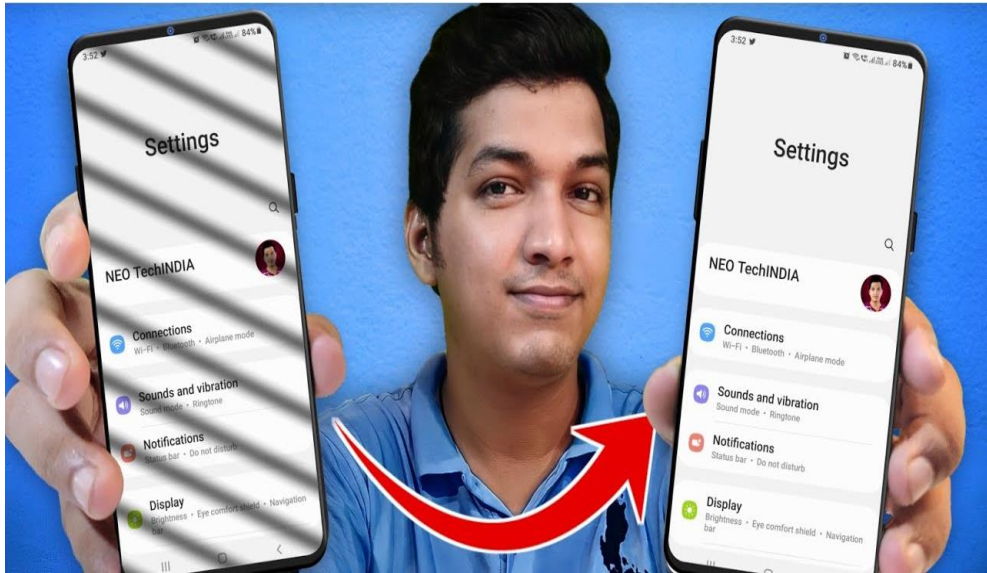 3:52
84%
Settings
NEO TechINDIA
Connections
Wi-Fi • Bluetooth • Airplane mode
Sounds and vibration
Sound mode • Ringtone
Notifications
Status bar • Do not disturb
Display
Brightness • Eye comfort shield • Navigation
bar
3:52
84%
Settings
NEO TechINDIA
Connections
Wi-Fi • Bluetooth • Airplane mode
Sounds and vibration
Sound mode • Ringtone
Notifications
Status bar • Do not disturb
Display
Brightness • Eye comfort shield • Navigation
bar